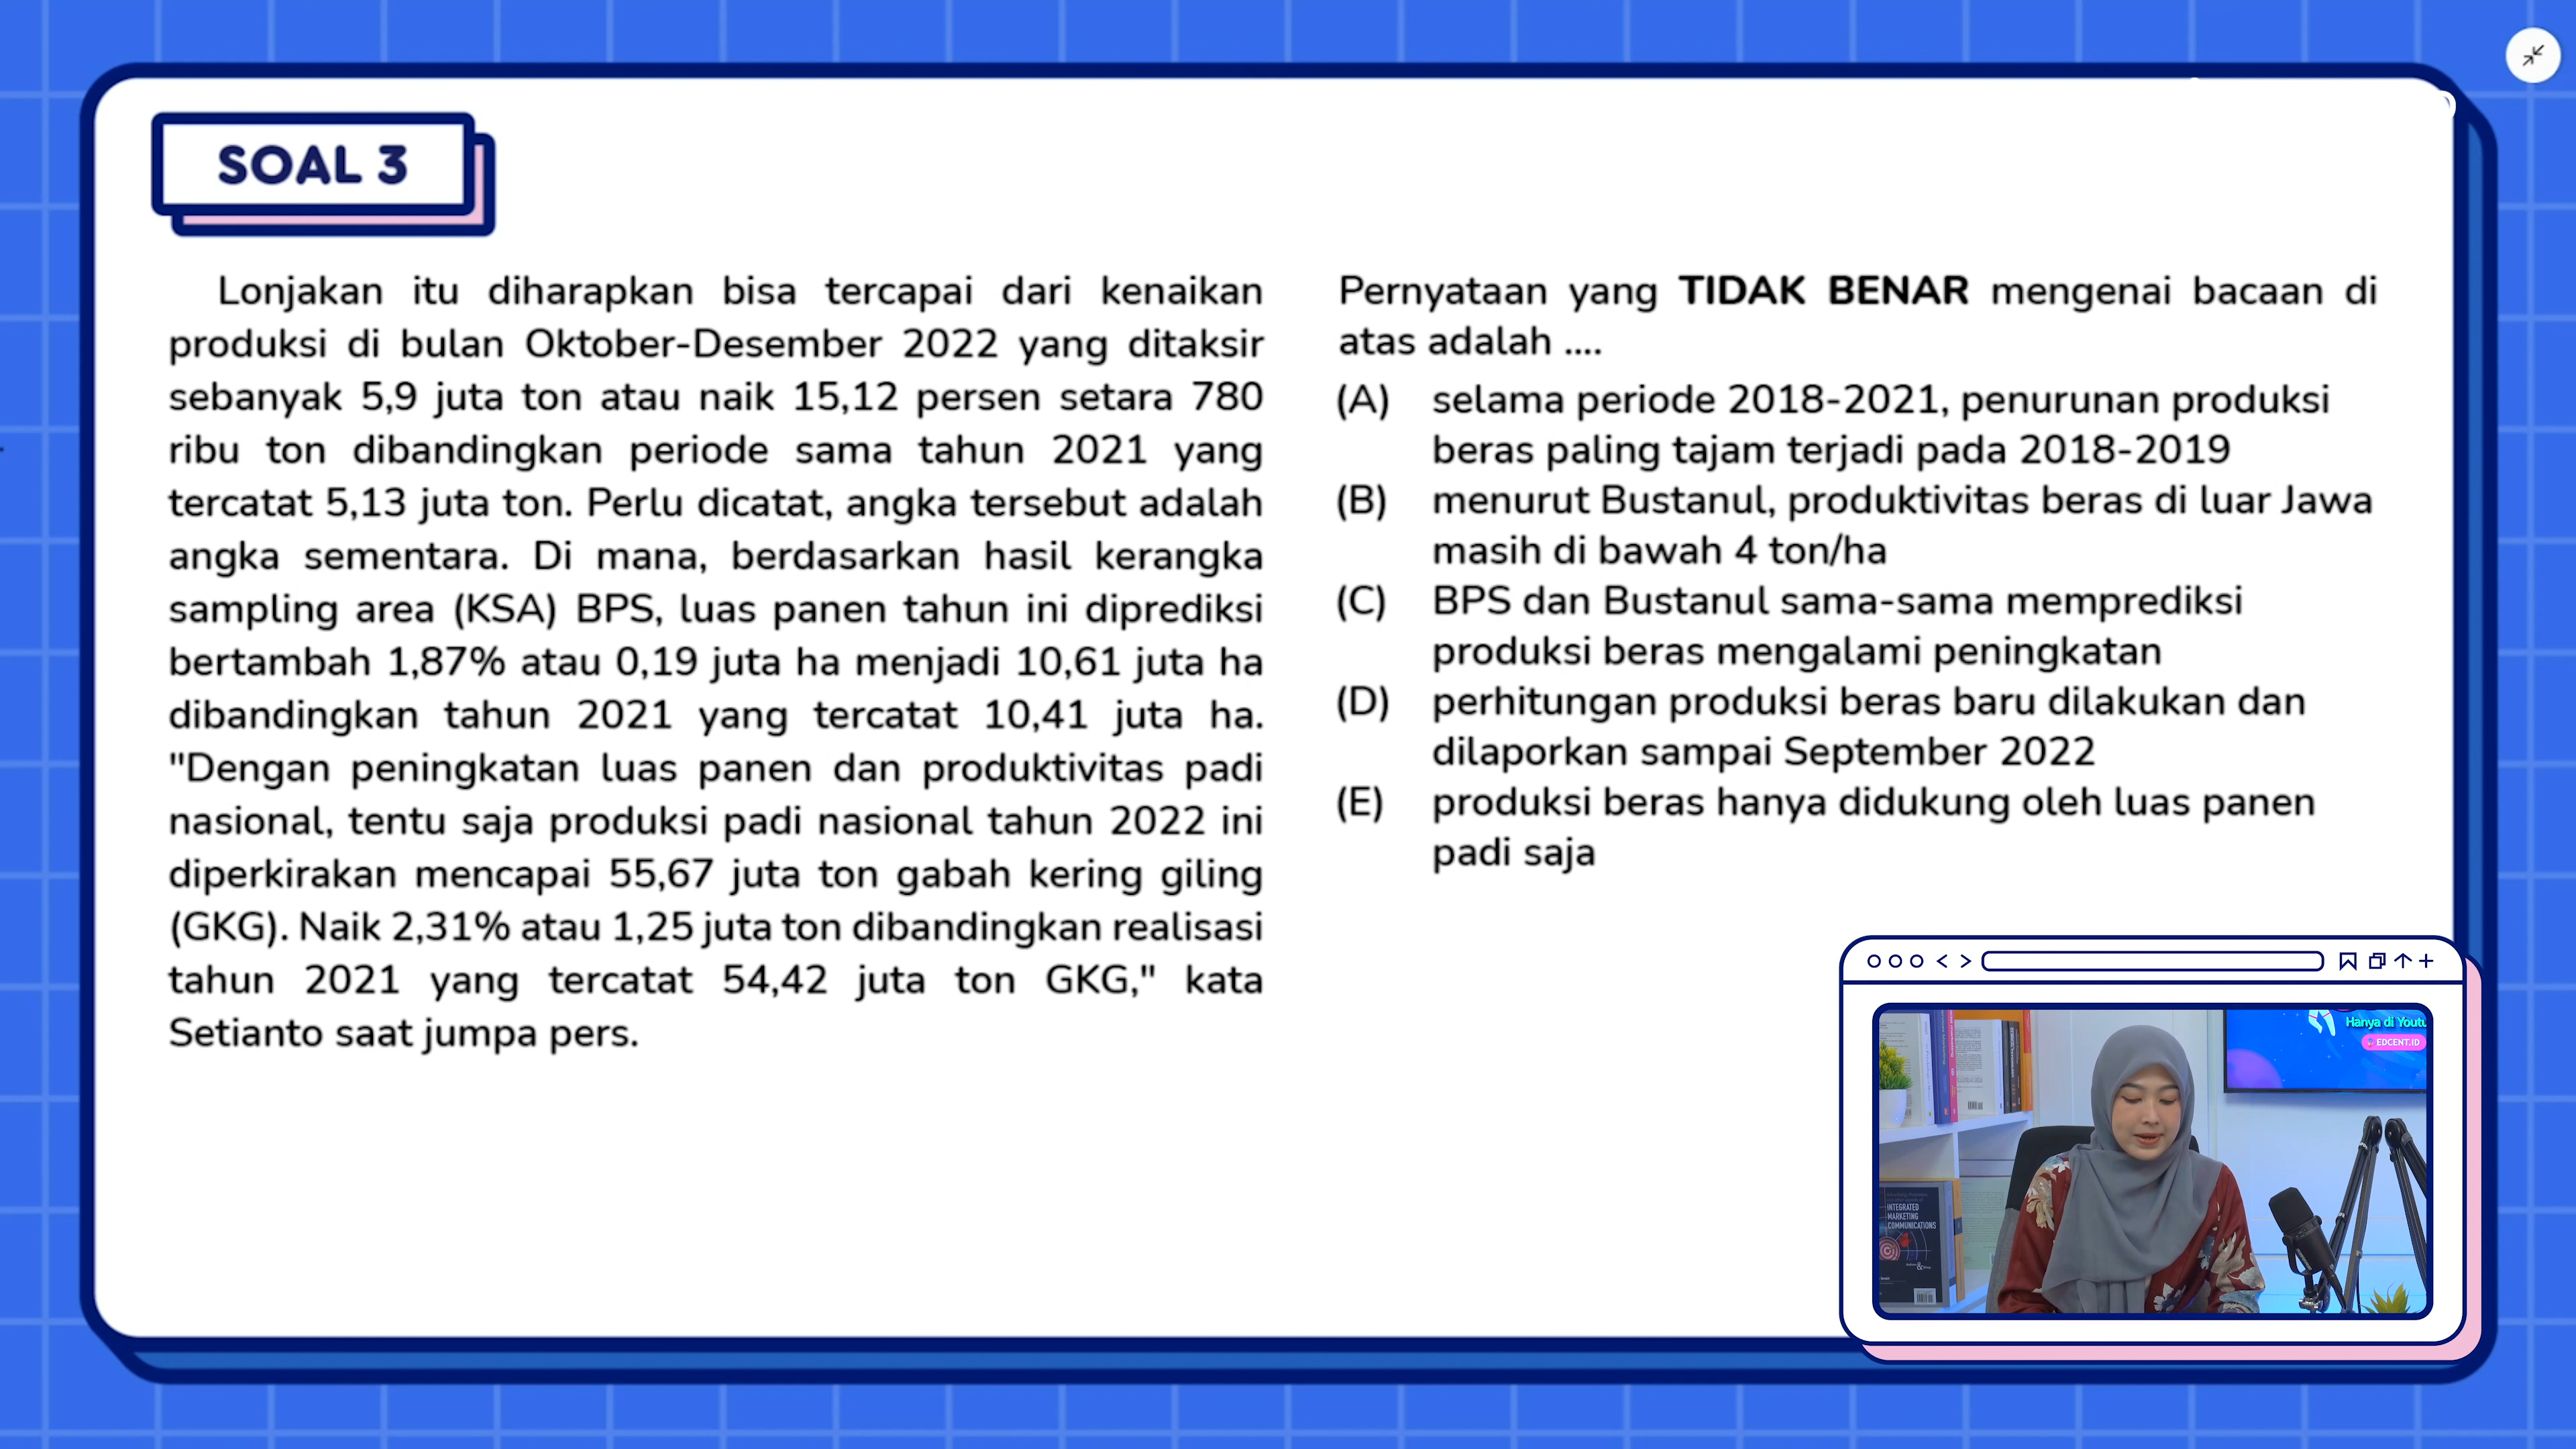 SOAL 3
Lonjakan itu diharapkan bisa tercapai dari kenaikan
produksi di bulan Oktober-Desember 2022 yang ditaksir
sebanyak 5,9 juta ton atau naik 15,12 persen setara 780
ribu ton dibandingkan periode sama tahun 2021 yang
tercatat 5,13 juta ton. Perlu dicatat, angka tersebut adalah
angka sementara. Di mana, berdasarkan hasil kerangka
sampling area (KSA) BPS, luas panen tahun ini diprediksi
bertambah 1,87% atau 0,19 juta ha menjadi 10,61 juta ha
dibandingkan tahun 2021 yang tercatat 10,41 juta ha.
"Dengan peningkatan luas panen dan produktivitas padi
nasional, tentu saja produksi padi nasional tahun 2022 ini
diperkirakan mencapai 55,67 juta ton gabah kering giling
(GKG). Naik 2,31% atau 1,25 juta ton dibandingkan realisasi
tahun 2021 yang tercatat 54,42 juta ton GKG," kata
Setianto saat jumpa pers.
Pernyataan yang TIDAK BENAR mengenai bacaan di
atas adalah ....
(A) selama periode 2018-2021, penurunan produksi
beras paling tajam terjadi pada 2018-2019
(B) menurut Bustanul, produktivitas beras di luar Jawa
masih di bawah 4 ton/ha
(C) BPS dan Bustanul sama-sama memprediksi
produksi beras mengalami peningkatan
(D) perhitungan produksi beras baru dilakukan dan
dilaporkan sampai September 2022
(E) produksi beras hanya didukung oleh luas panen
padi saja
Hanya di Youtu
EDCENT.ID
INTEGRATED
MARKETING
COMMUNICATIONS